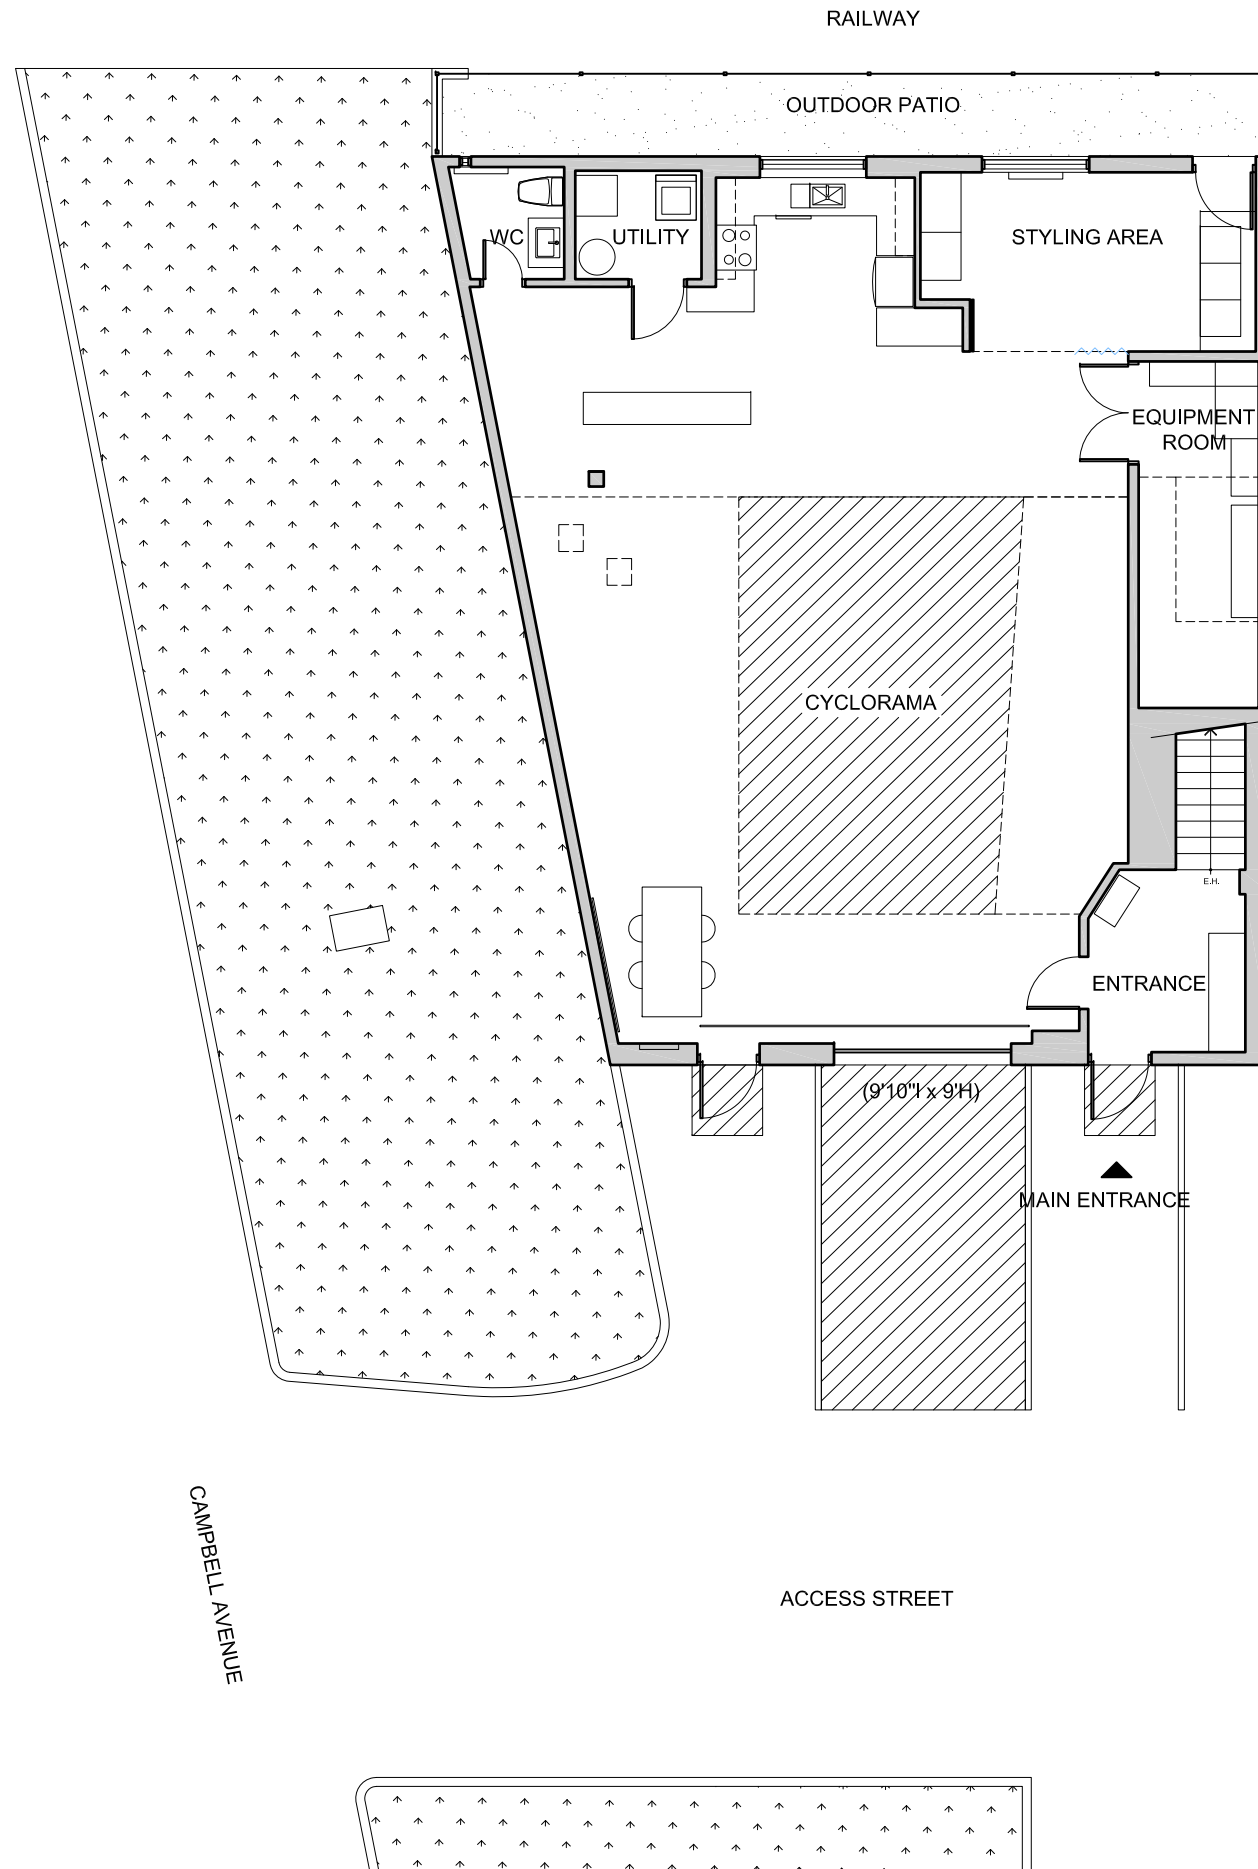 RAILWAY
OUTDOOR PATIO
WC
UTILITY
STYLING AREA
EQUIPMENT
ROOM
CYCLORAMA
E.H.
ENTRANCE
(9'10"l x 9'H)
MAIN ENTRANCE
CAMPBELL AVENUE
ACCESS STREET